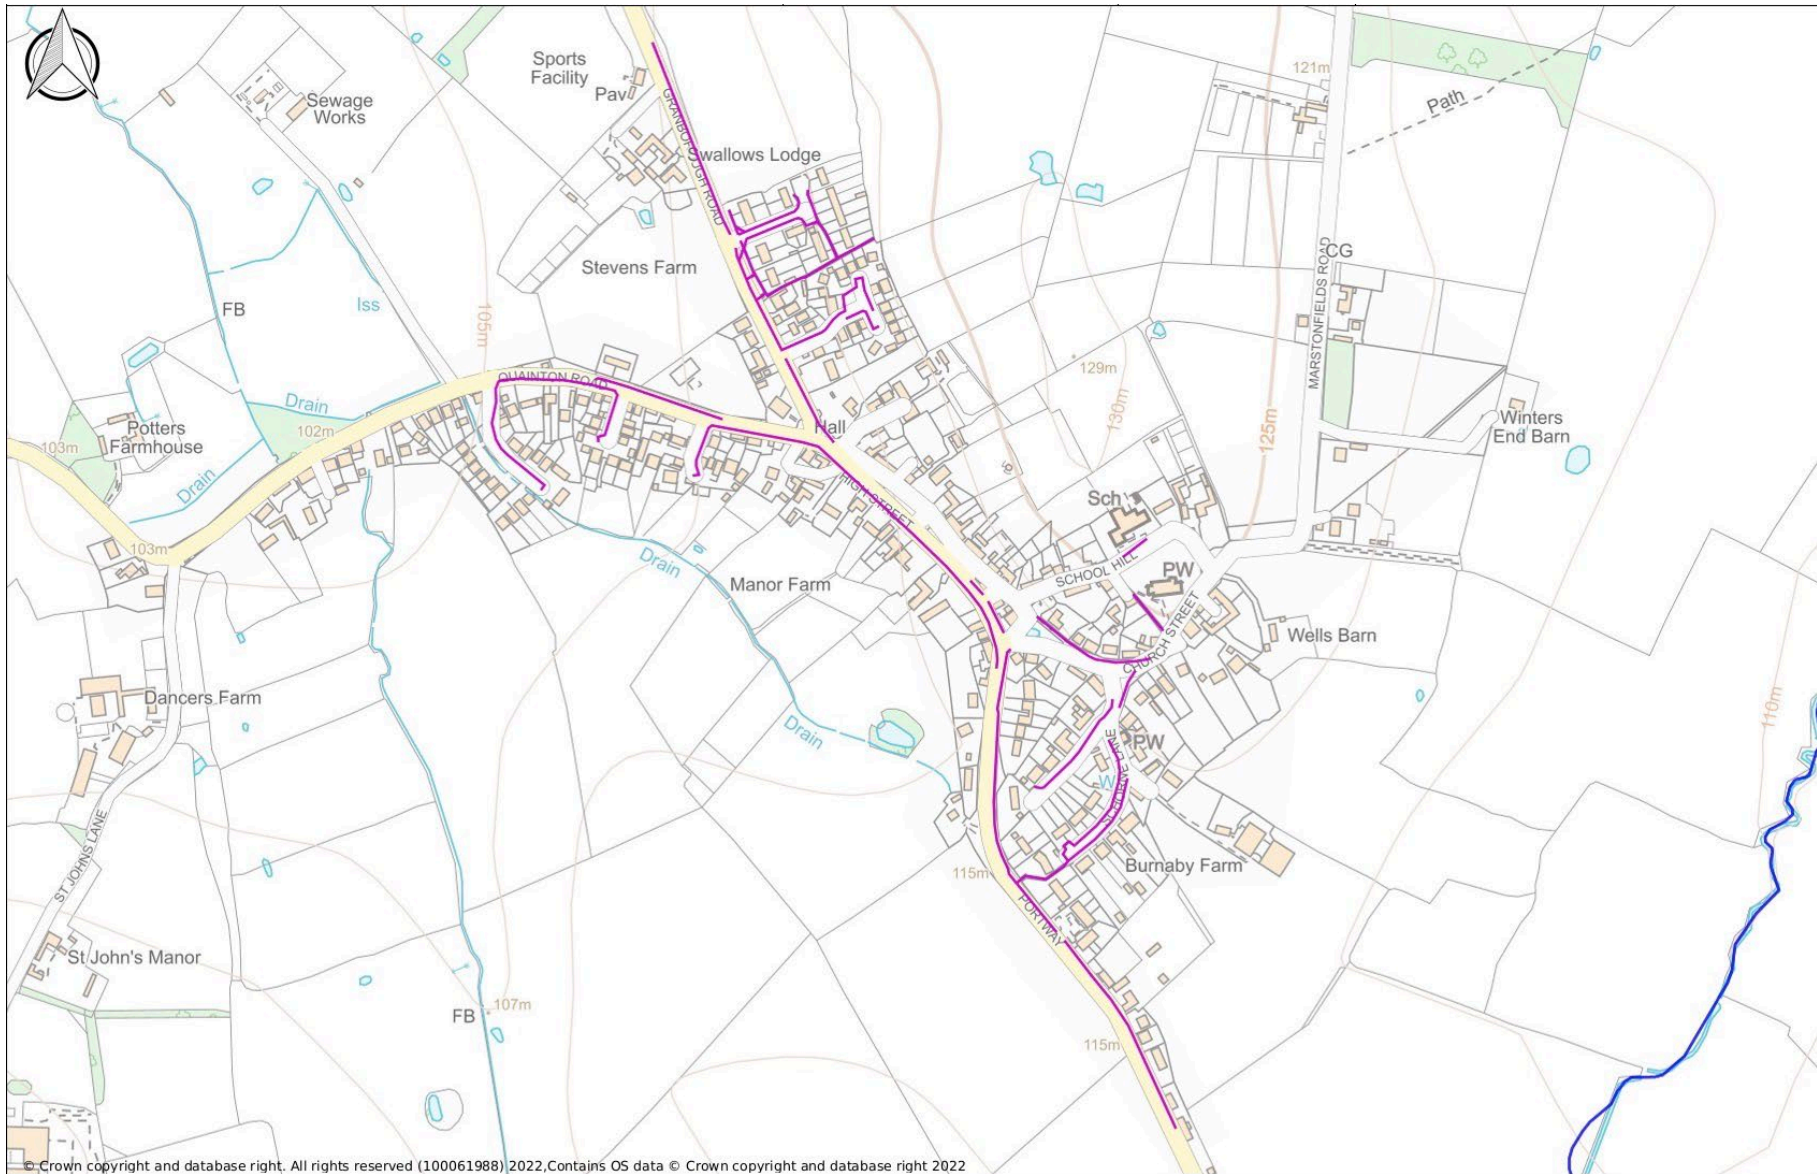 Sports
Facility
Pav
121m
Sewage
Works
Path
GRANBOROUGH ROAD
Swallows Lodge
Stevens Farm
CG
MARSTONFIELDS ROAD
FB
Iss
105m
129m
130m
125m
QUAINTON ROAD
Drain
102m
103m
Potters
Farmhouse
Hall
Winters
End Barn
Drain
HIGH STREET
Sch
103m
Drain
SCHOOL HILL
PW
Manor Farm
CHURCH STREET
Wells Barn
Dancers Farm
Drain
PW
110m
W
SCHORNE LANE
ST JOHNS LANE
115m
Burnaby Farm
PORTWAY
St John's Manor
107m
FB
115m
© Crown copyright and database right. All rights reserved (100061988) 2022,Contains OS data © Crown copyright and database right 2022